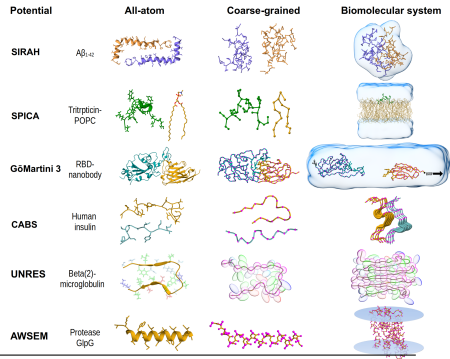 Potential All-atom Coarse-grained Biomolecular system
SIRAH Aβ₁₋₄₂
SPICA Tritrpticin-
POPC
GōMartini 3 RBD-
nanobody
CABS Human
insulin
UNRES Beta(2)-
microglobulin
AWSEM Protease
GlpG